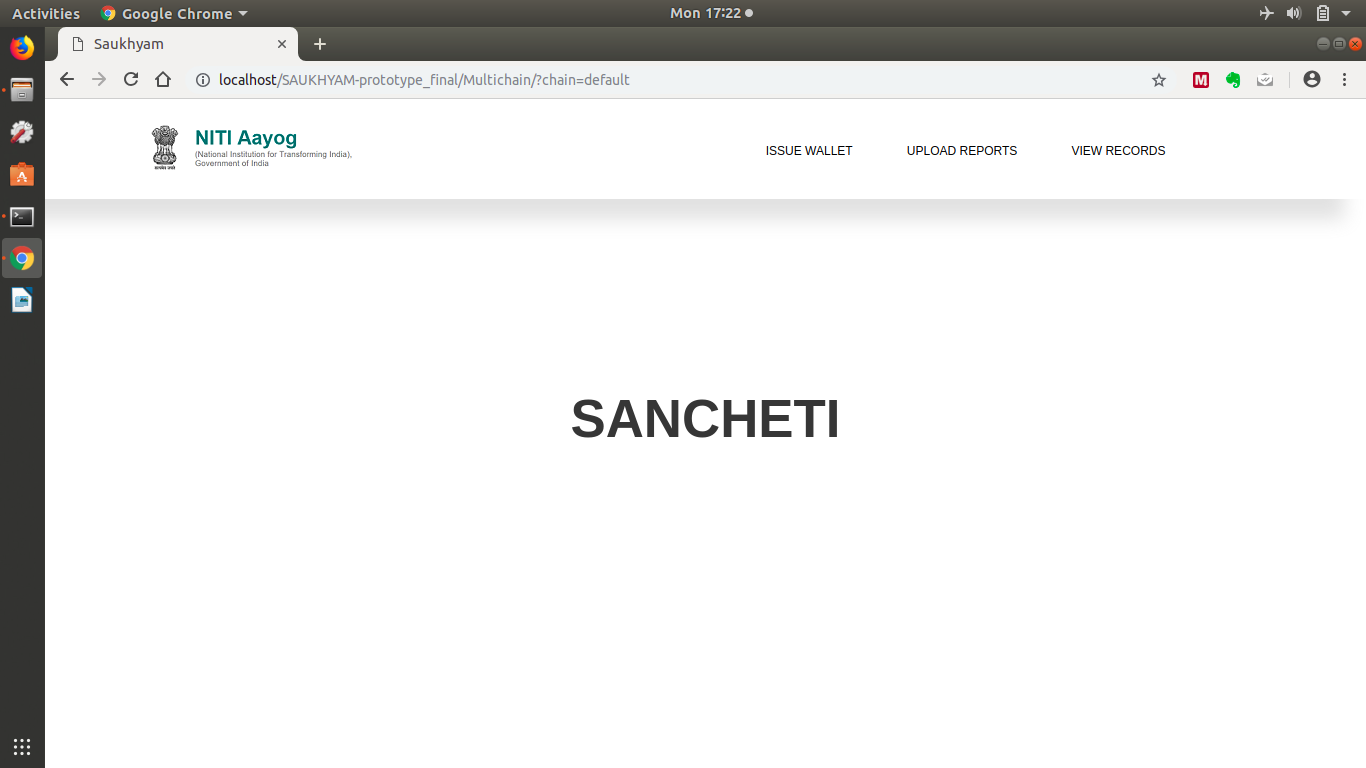 Activities Google Chrome Mon 17:22
Saukhyam
localhost/SAUKHYAM-prototype_final/Multichain/?chain=default
NITI Aayog
(National Institution for Transforming India),
Government of India
ISSUE WALLET UPLOAD REPORTS VIEW RECORDS
SANCHETI